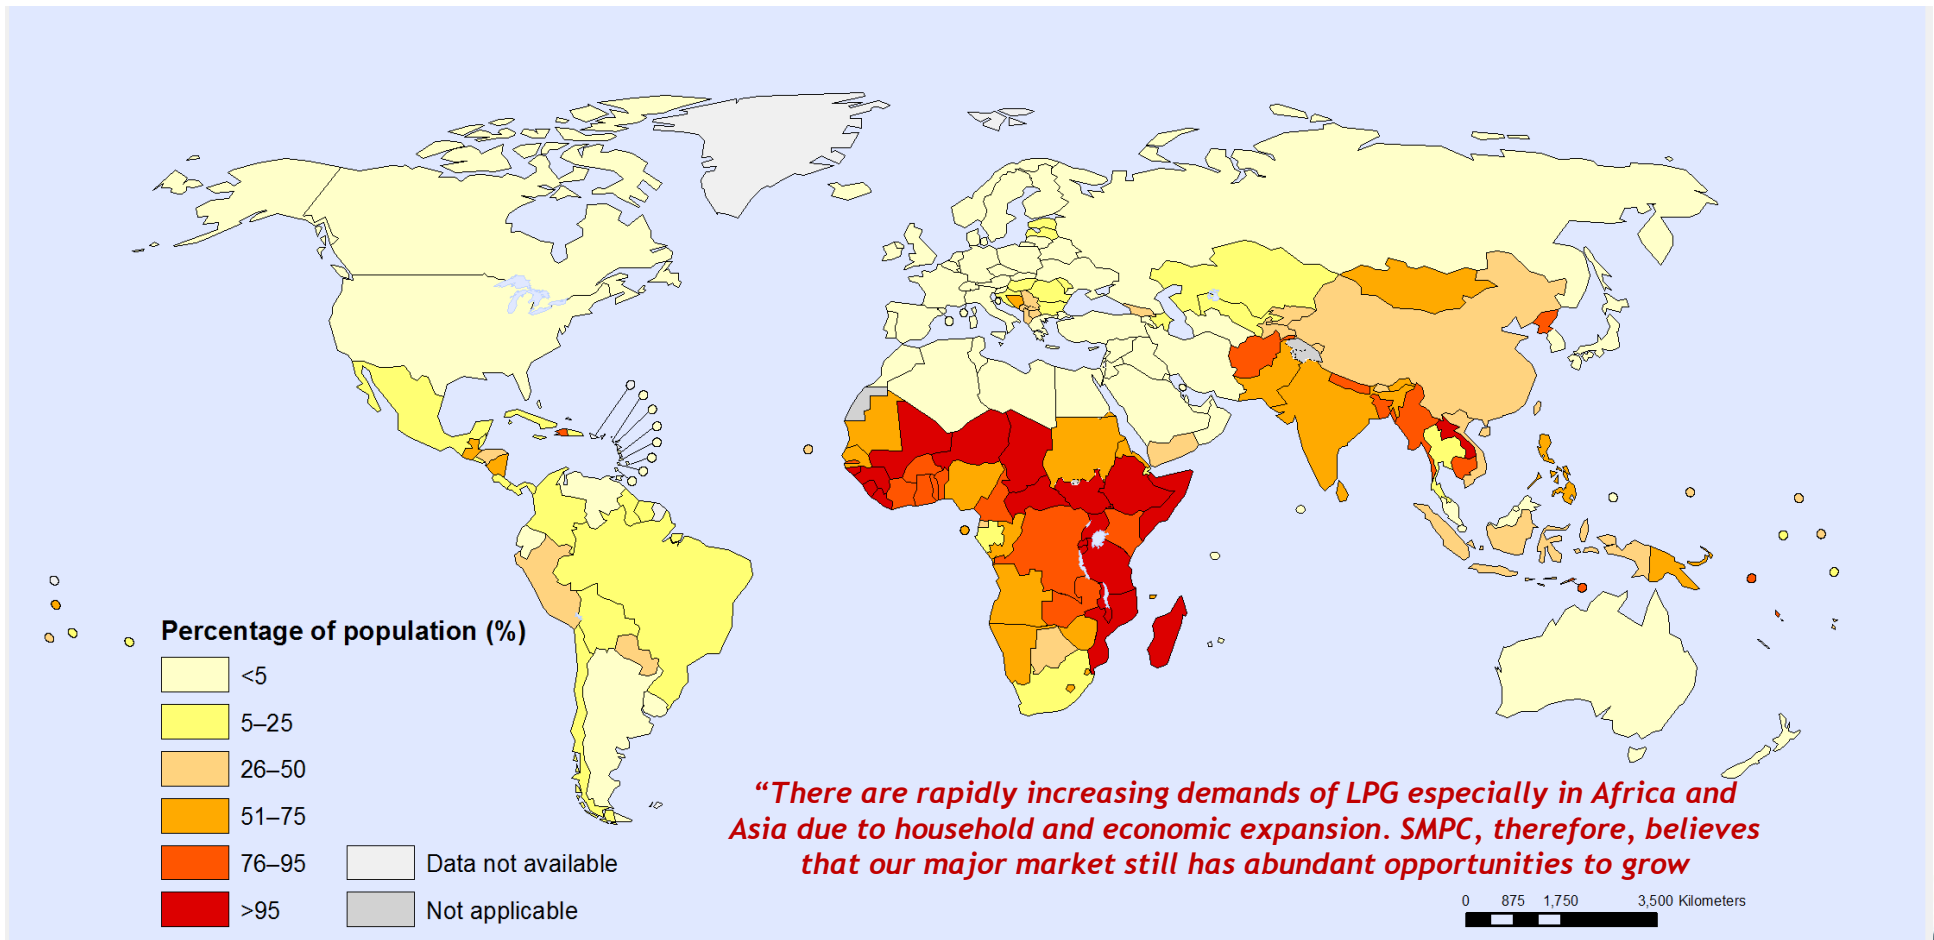 Percentage of population (%)
<5
5–25
26–50
51–75
76–95
>95
Data not available
Not applicable
“There are rapidly increasing demands of LPG especially in Africa and
Asia due to household and economic expansion. SMPC, therefore, believes
that our major market still has abundant opportunities to grow
0 875 1,750 3,500 Kilometers